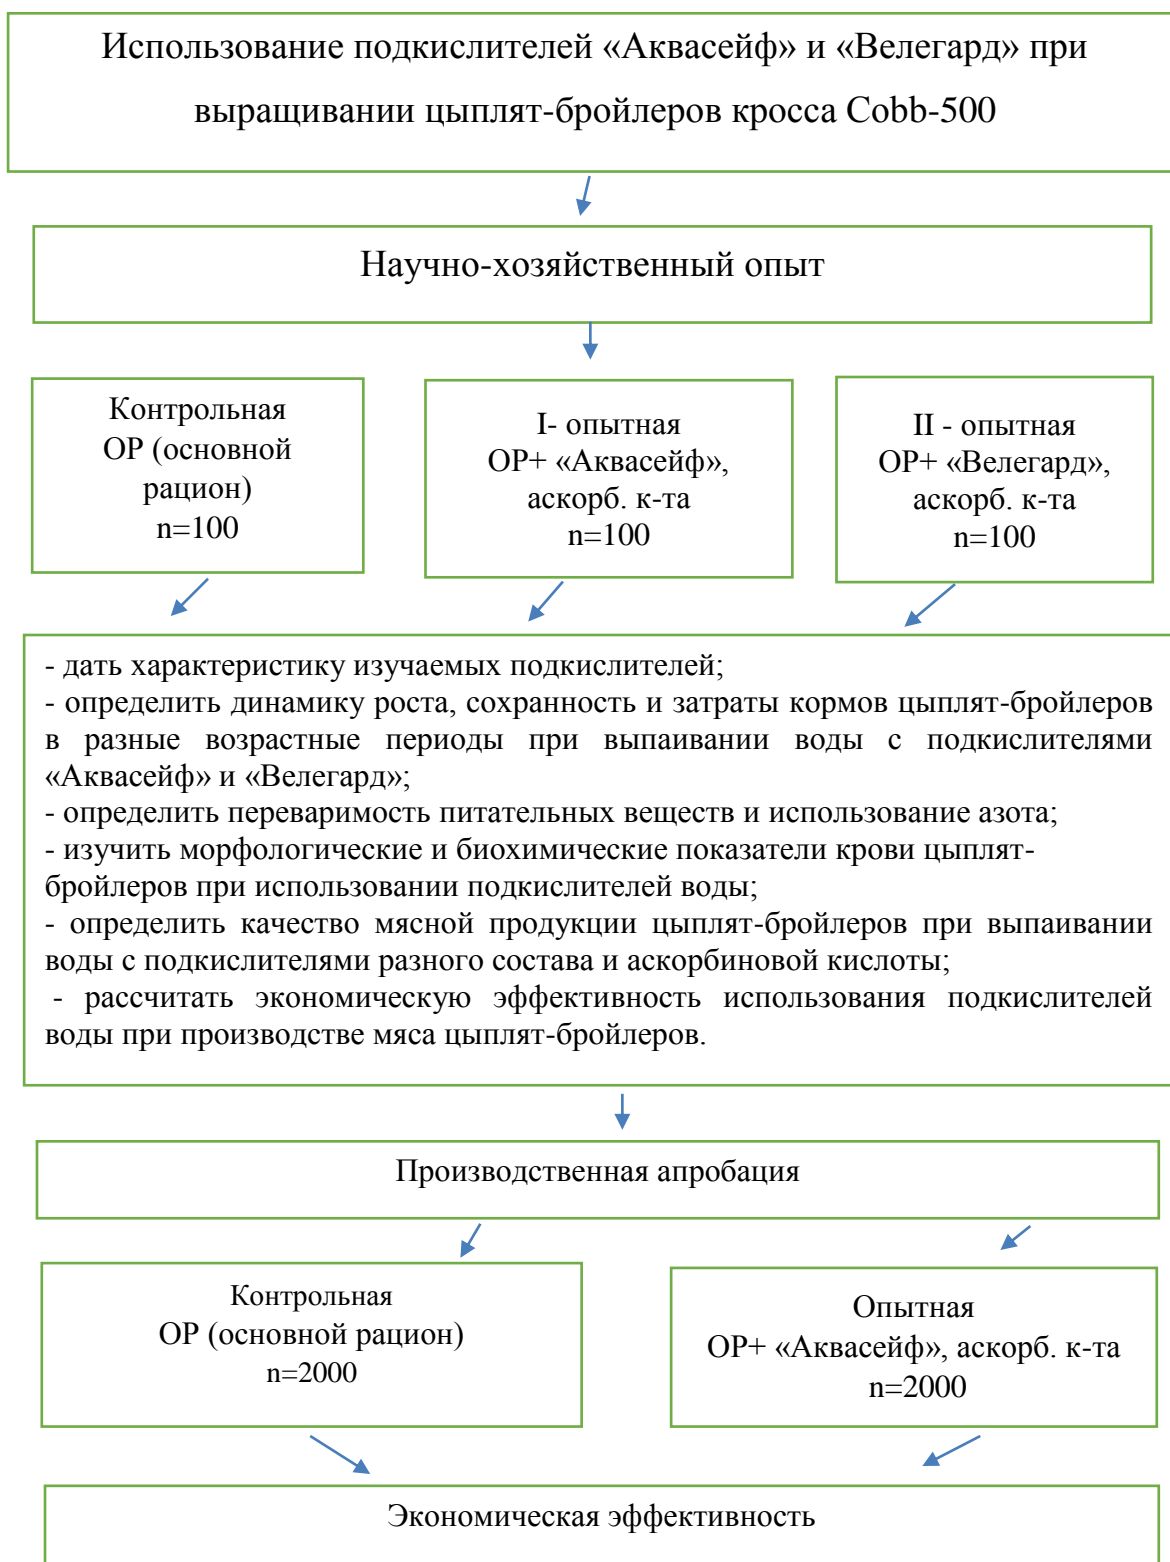 Использование подкислителей «Аквасейф» и «Велегард» при
выращивании цыплят-бройлеров кросса Cobb-500
Научно-хозяйственный опыт
Контрольная
ОР (основной
рацион)
n=100
I- опытная
ОР+ «Аквасейф»,
аскорб. к-та
n=100
II - опытная
ОР+ «Велегард»,
аскорб. к-та
n=100
- дать характеристику изучаемых подкислителей;
- определить динамику роста, сохранность и затраты кормов цыплят-бройлеров
в разные возрастные периоды при выпаивании воды с подкислителями
«Аквасейф» и «Велегард»;
- определить переваримость питательных веществ и использование азота;
- изучить морфологические и биохимические показатели крови цыплят-
бройлеров при использовании подкислителей воды;
- определить качество мясной продукции цыплят-бройлеров при выпаивании
воды с подкислителями разного состава и аскорбиновой кислоты;
- рассчитать экономическую эффективность использования подкислителей
воды при производстве мяса цыплят-бройлеров.
Производственная апробация
Контрольная
ОР (основной рацион)
n=2000
Опытная
ОР+ «Аквасейф», аскорб. к-та
n=2000
Экономическая эффективность